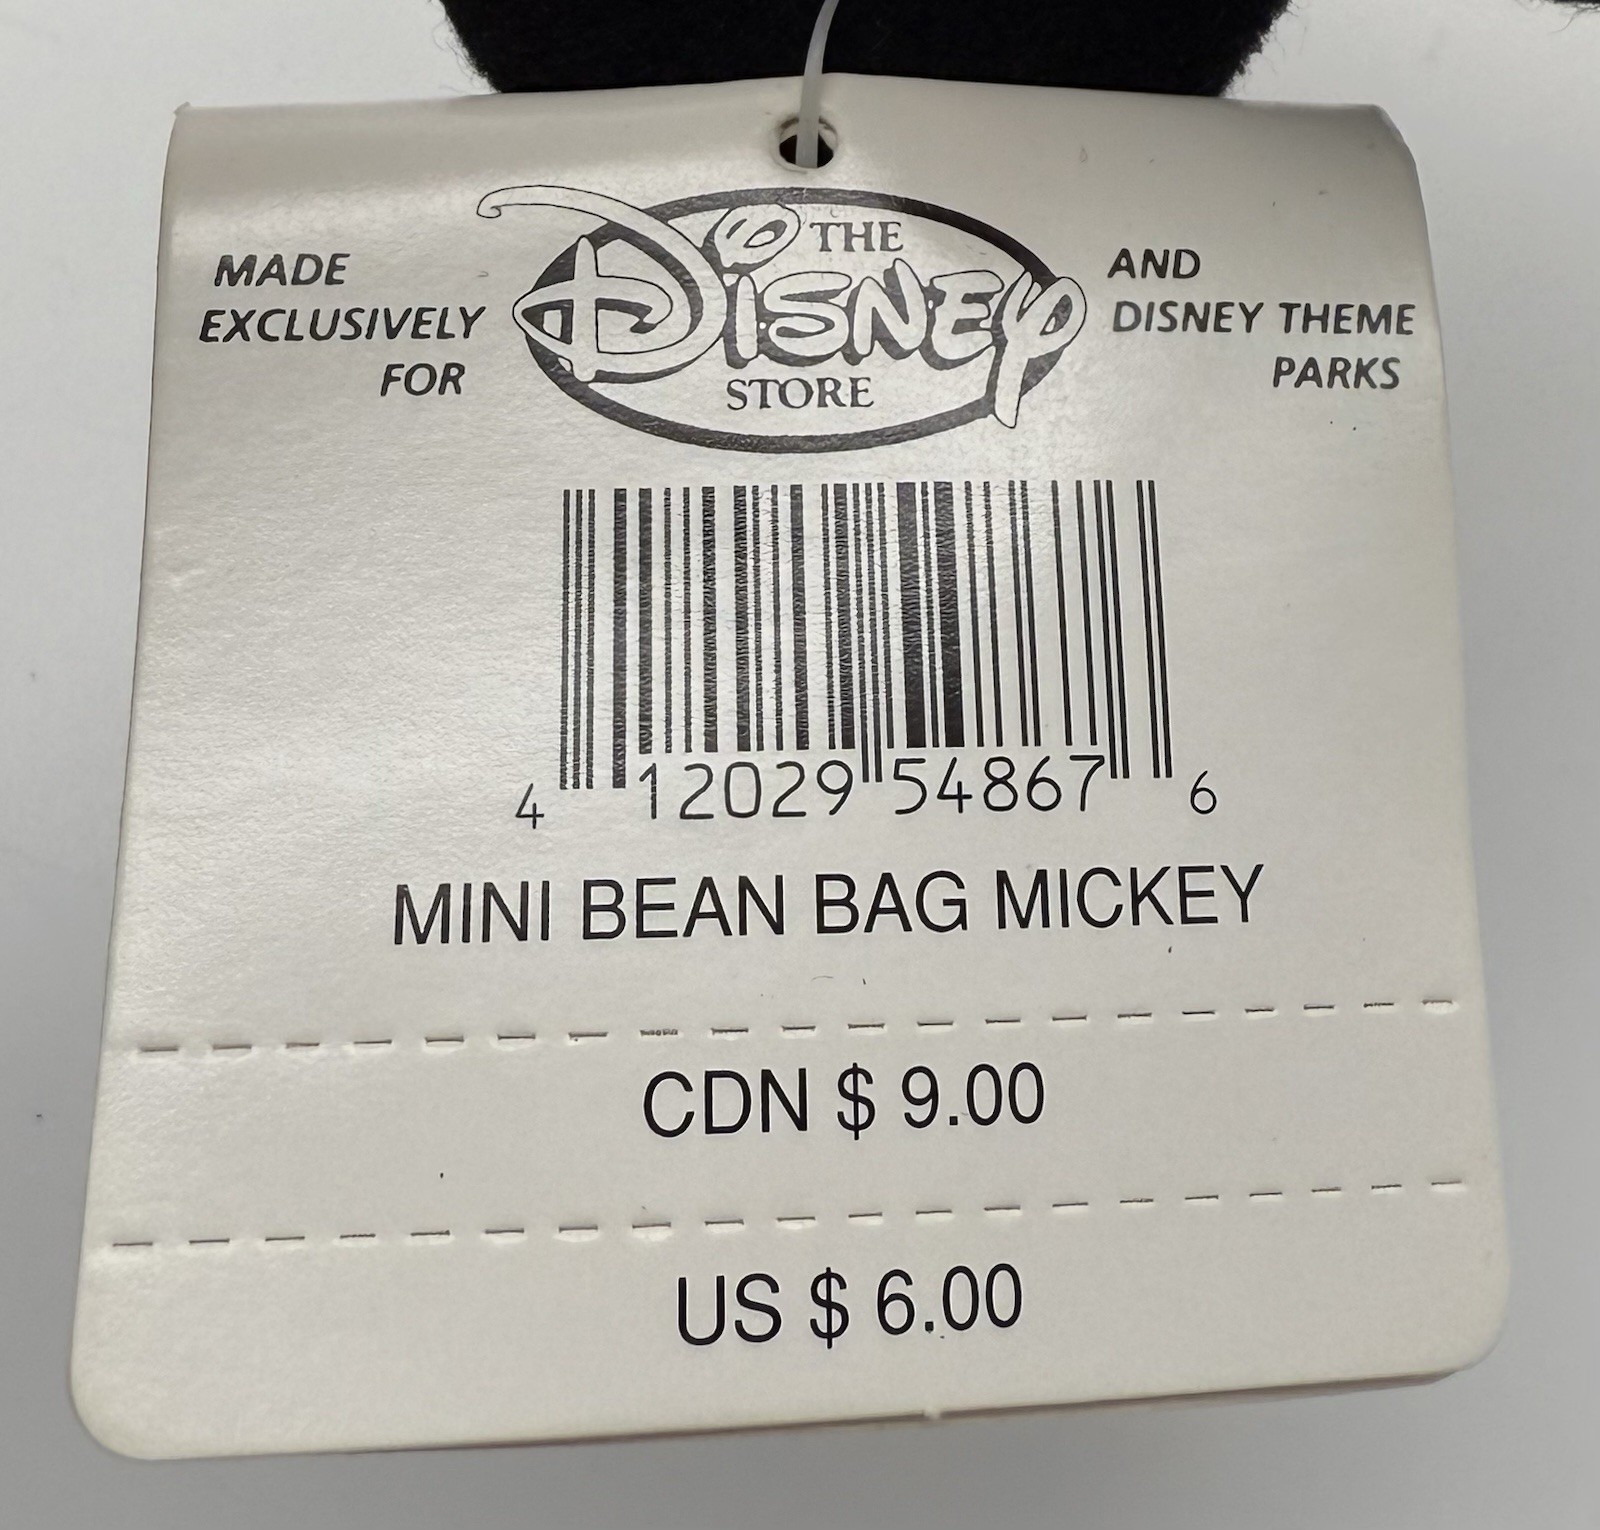 MADE
EXCLUSIVELY
FOR
THE
DISNEY
STORE
AND
DISNEY THEME
PARKS
4 12029 54867 6
MINI BEAN BAG MICKEY
CDN $ 9.00
US $ 6.00